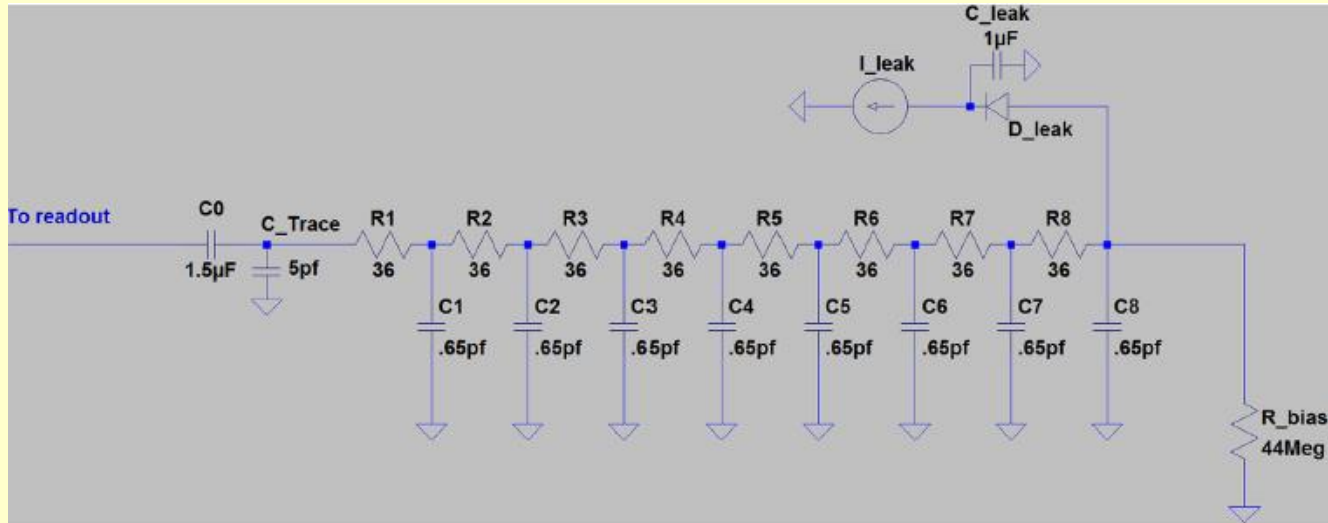 C_leak
1µF
I_leak
D_leak
To readout
C0
C_Trace
R1
R2
R3
R4
R5
R6
R7
R8
1.5µF
5pf
36
36
36
36
36
36
36
36
C1
C2
C3
C4
C5
C6
C7
C8
.65pf
.65pf
.65pf
.65pf
.65pf
.65pf
.65pf
.65pf
R_bias
44Meg